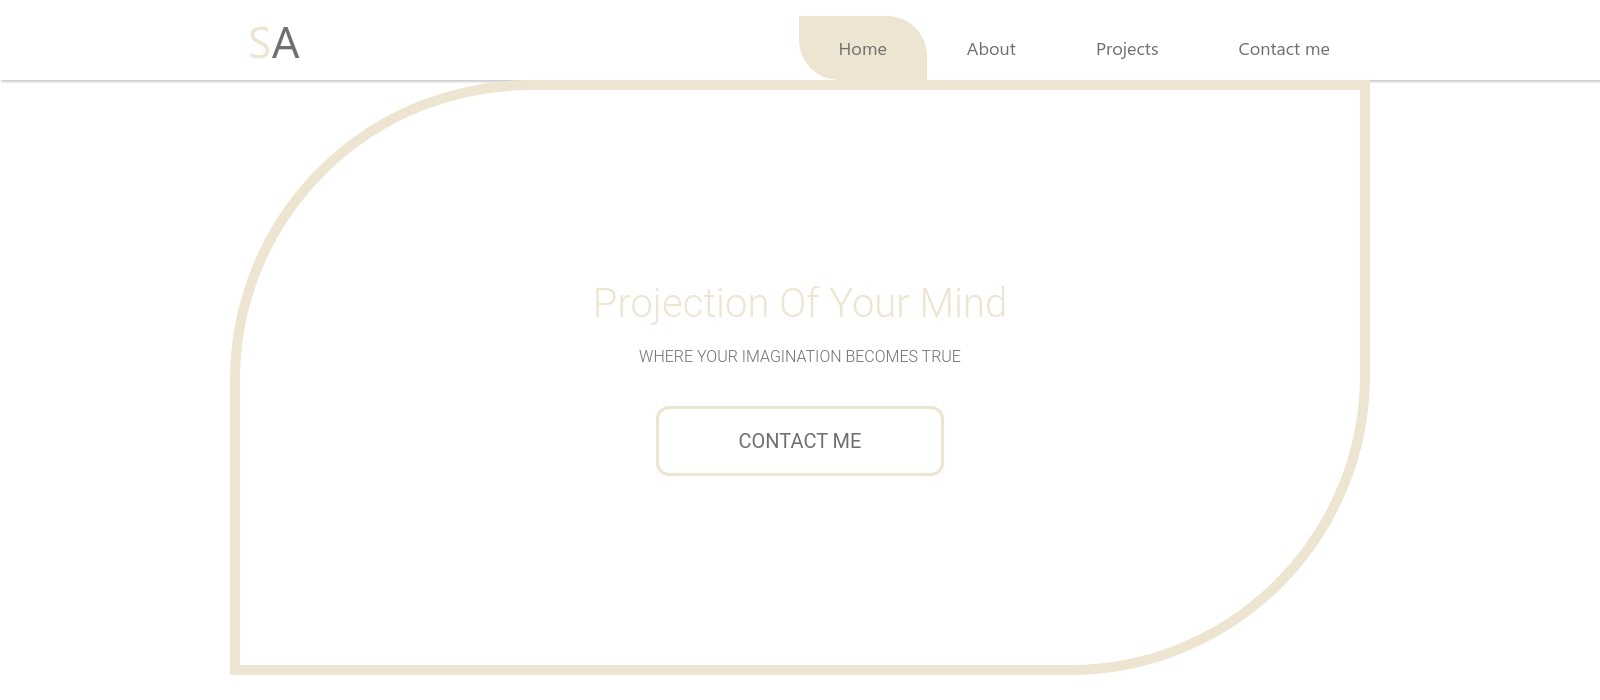 SA
Home About Projects Contact me
Projection Of Your Mind
WHERE YOUR IMAGINATION BECOMES TRUE
CONTACT ME